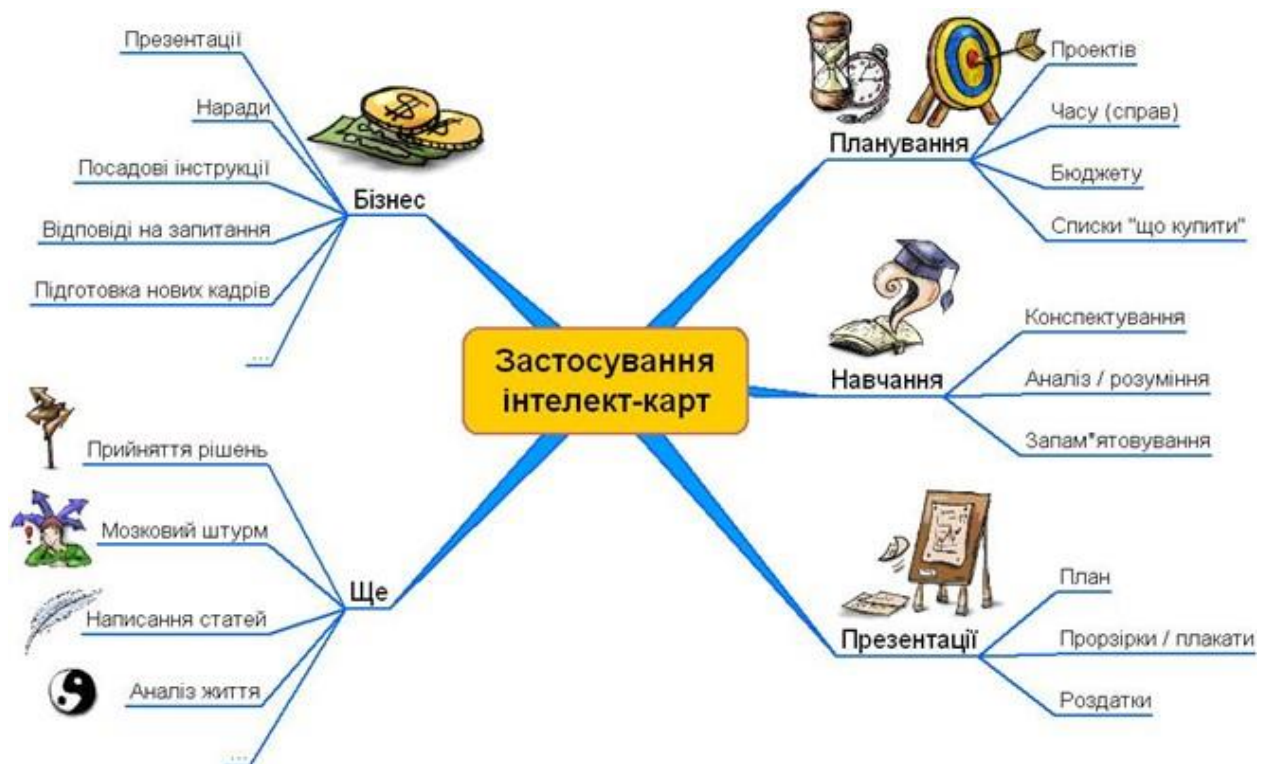 Застосування
інтелект-карт
Бізнес
Презентації
Наради
Посадові інструкції
Відповіді на запитання
Підготовка нових кадрів
...
Ще
Прийняття рішень
Мозковий штурм
Написання статей
Аналіз життя
...
Планування
Проектів
Часу (справ)
Бюджету
Списки "що купити"
Навчання
Конспектування
Аналіз / розуміння
Запам"ятовування
Презентації
План
Прорзірки / плакати
Роздатки